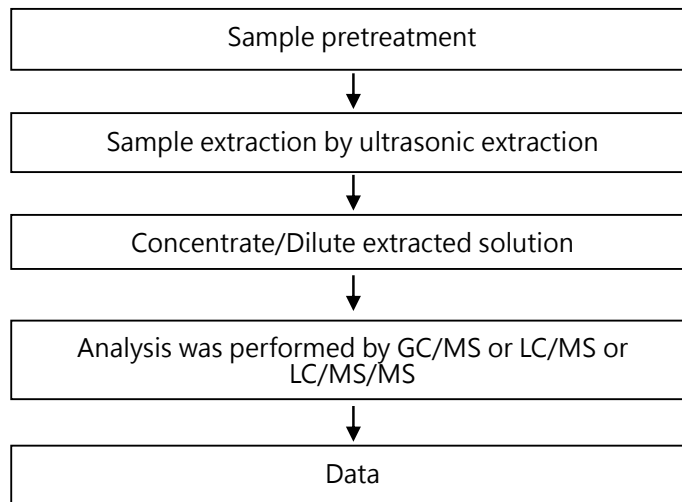 Sample pretreatment
Sample extraction by ultrasonic extraction
Concentrate/Dilute extracted solution
Analysis was performed by GC/MS or LC/MS or
LC/MS/MS
Data